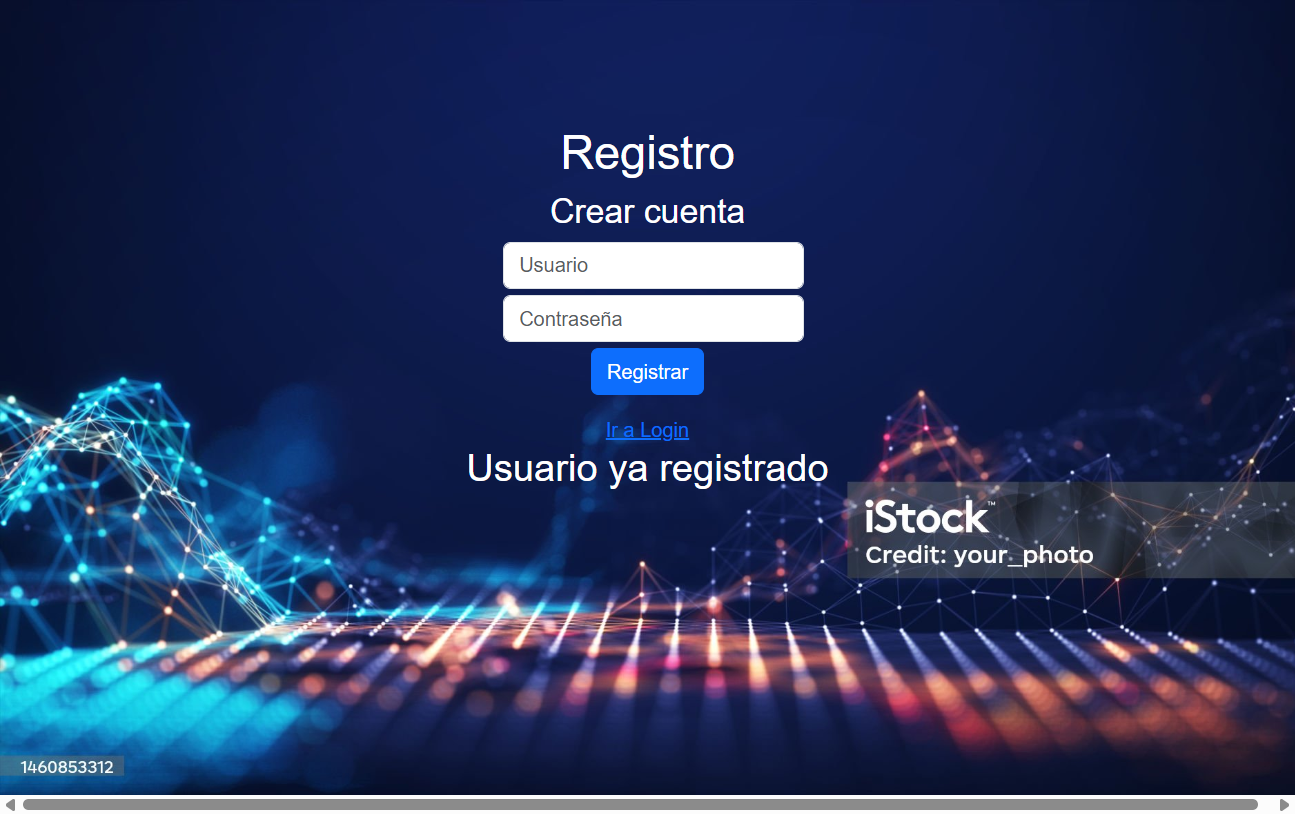 Registro
Crear cuenta
Usuario
Contraseña
Registrar
Ir a Login
Usuario ya registrado
iStock™
Credit: your_photo
1460853312